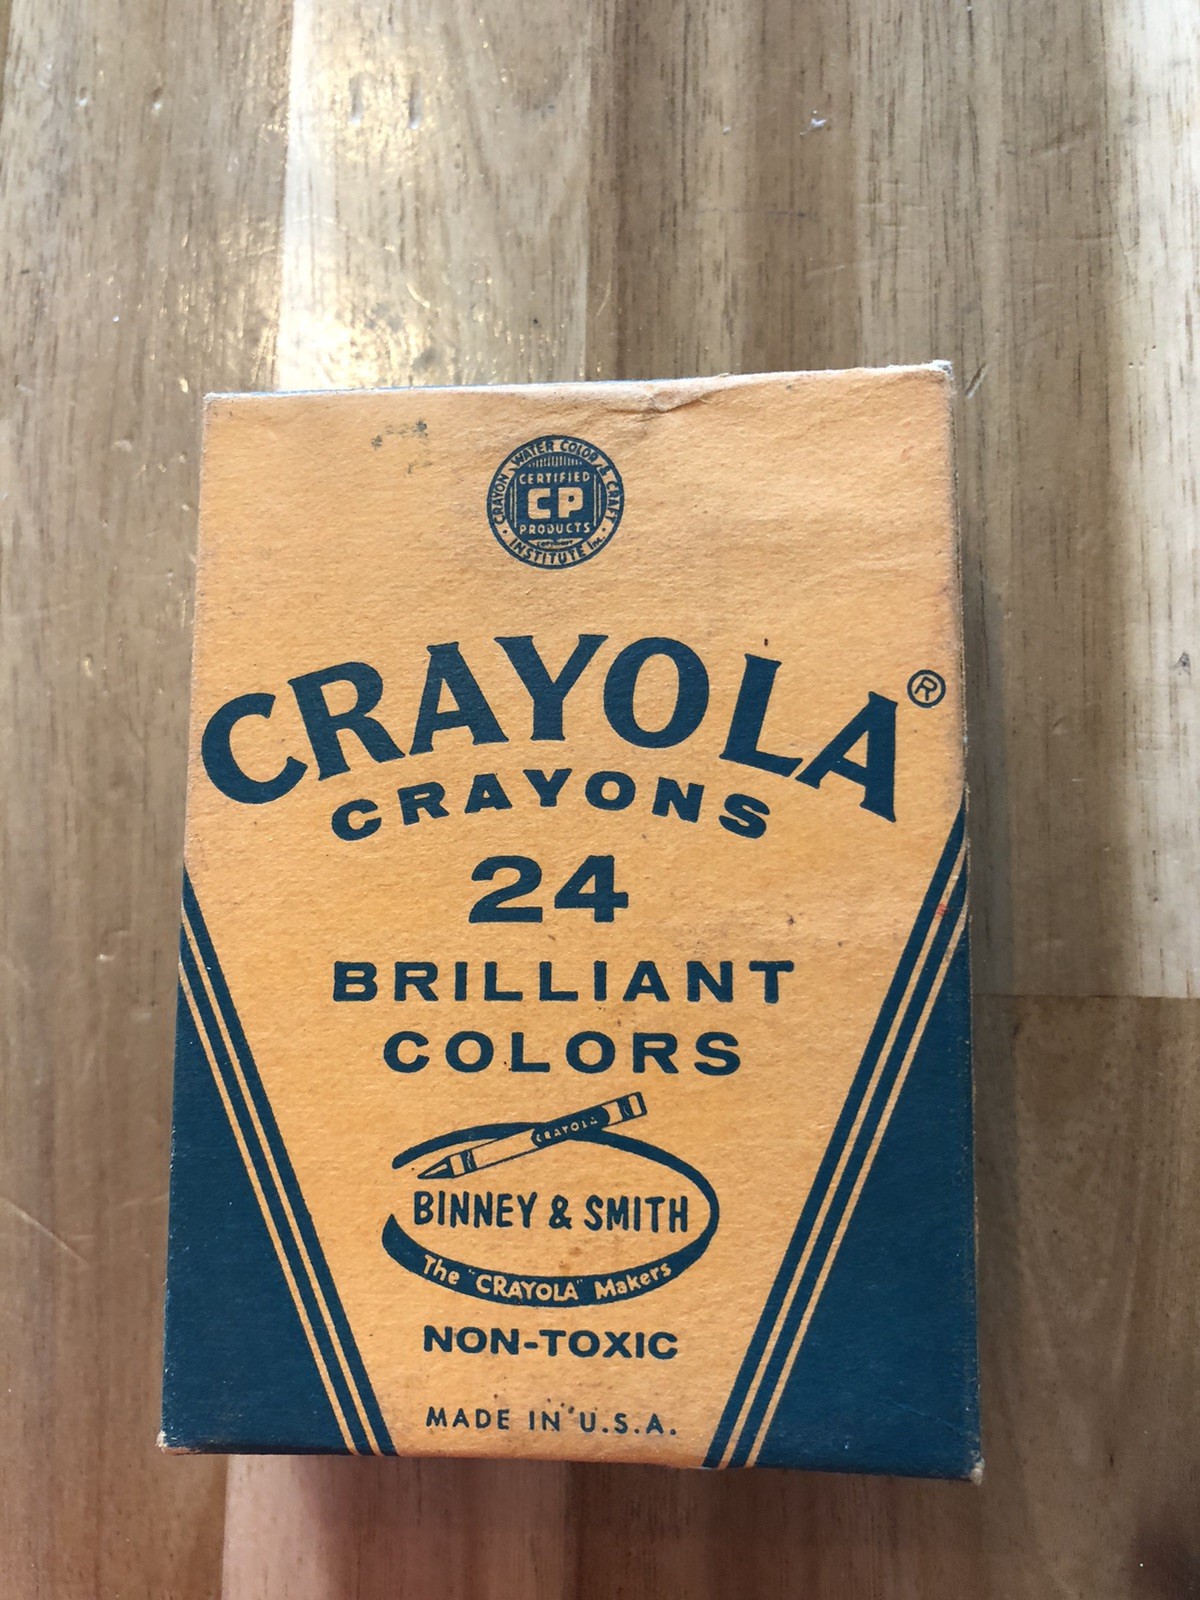 CRAYON, WATER COLOR & CRAFT
INSTITUTE Inc.
CERTIFIED
CP
PRODUCTS
CRAYOLA®
CRAYONS
24
BRILLIANT
COLORS
CRAYOLA
BINNEY & SMITH
The "CRAYOLA" Makers
NON-TOXIC
MADE IN U.S.A.